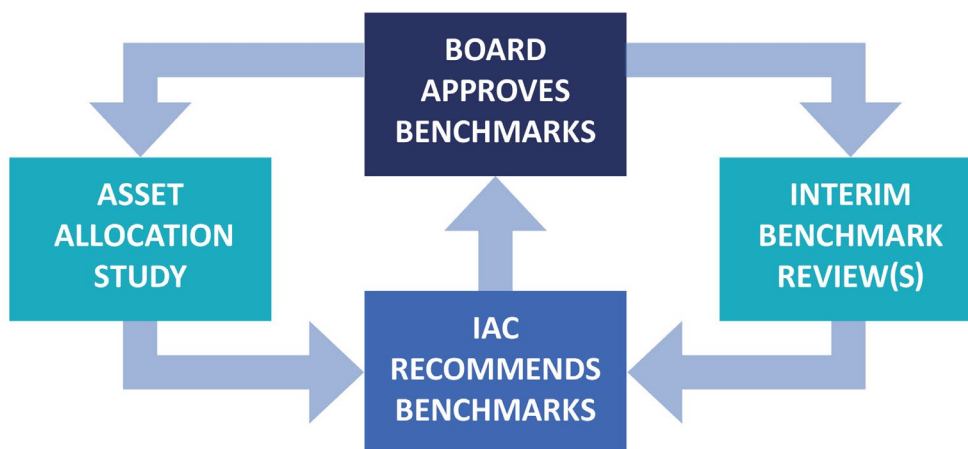 BOARD
APPROVES
BENCHMARKS
ASSET
ALLOCATION
STUDY
INTERIM
BENCHMARK
REVIEW(S)
IAC
RECOMMENDS
BENCHMARKS